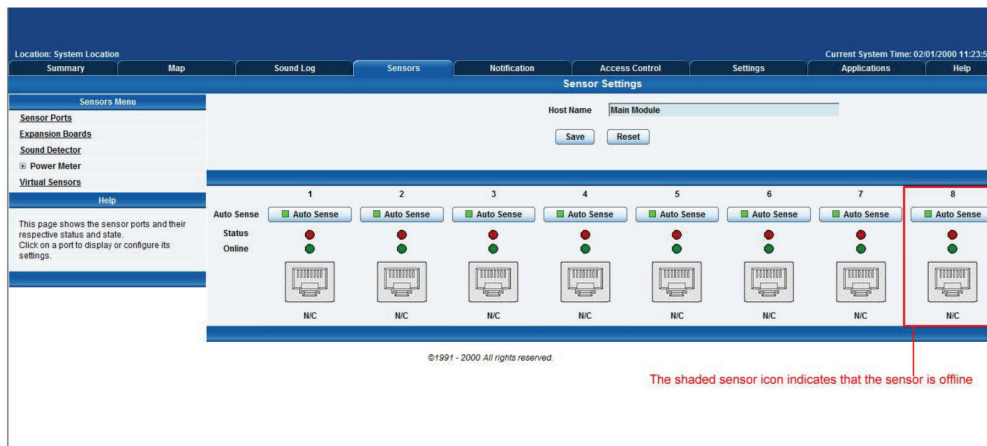 Location: System Location
Current System Time: 02/01/2000 11:23:5
Summary Map Sound Log Sensors Notification Access Control Settings Applications Help
Sensor Settings
Sensors Menu
Sensor Ports
Expansion Boards
Sound Detector
Power Meter
Virtual Sensors
Help
This page shows the sensor ports and their
respective status and state.
Click on a port to display or configure its
settings.
Host Name Main Module
Save Reset
1 2 3 4 5 6 7 8
Auto Sense Auto Sense Auto Sense Auto Sense Auto Sense Auto Sense Auto Sense Auto Sense Auto Sense
Status
Online
N/C N/C N/C N/C N/C N/C N/C N/C
©1991 - 2000 All rights reserved.
The shaded sensor icon indicates that the sensor is offline